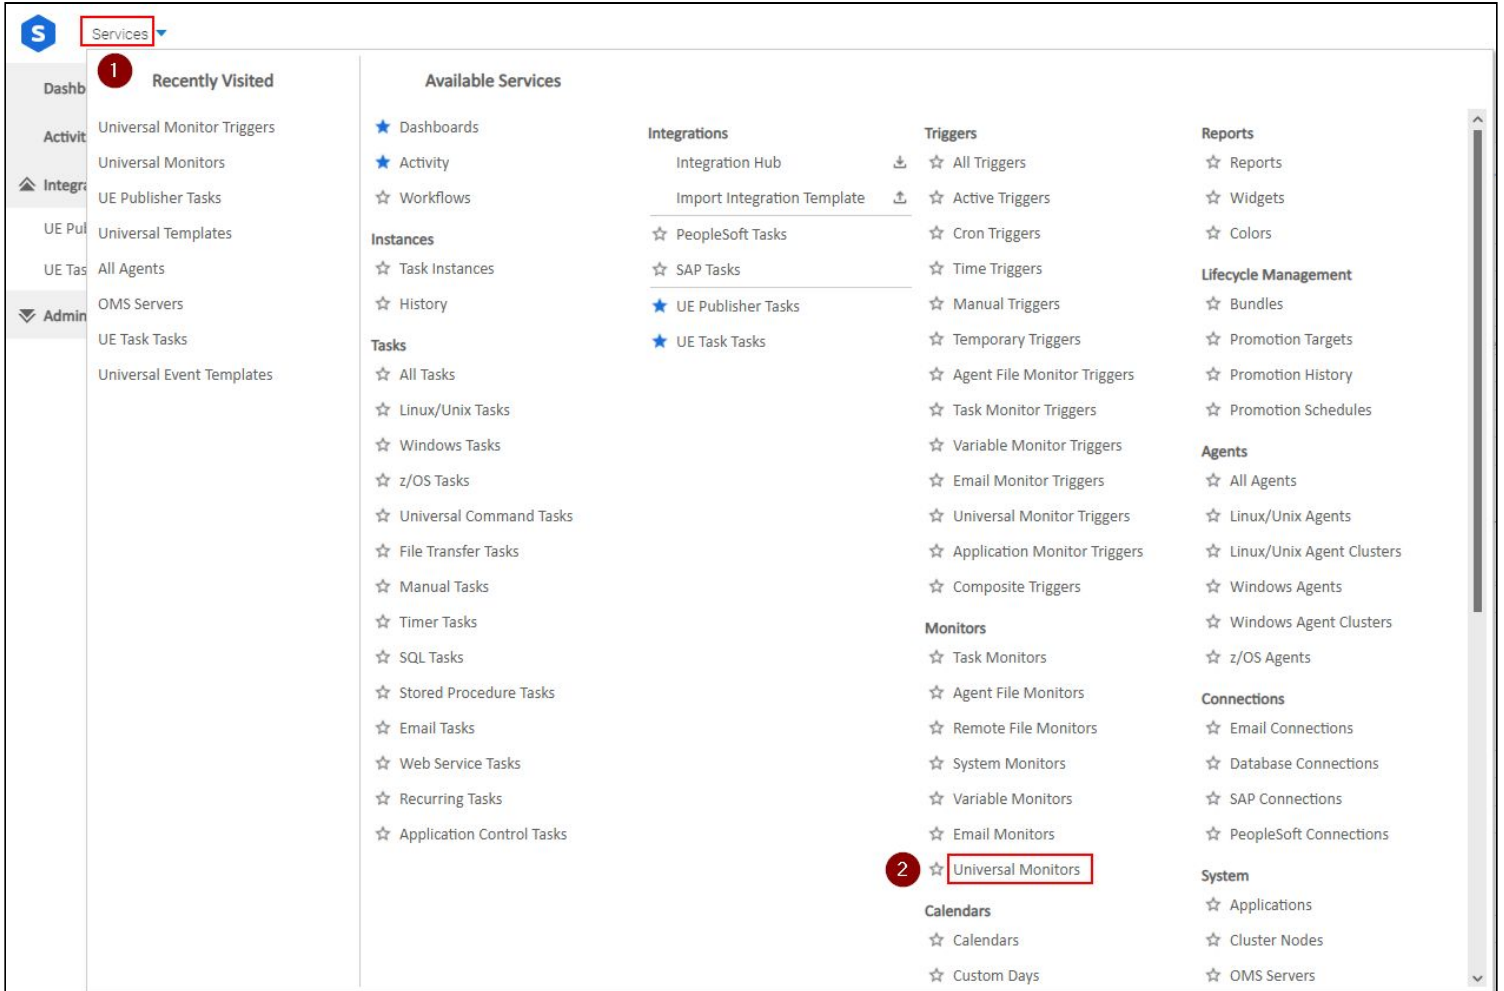 S
Services
1
Dashb
Activit
Integra
UE Pub
UE Tas
Admin
Recently Visited
Universal Monitor Triggers
Universal Monitors
UE Publisher Tasks
Universal Templates
All Agents
OMS Servers
UE Task Tasks
Universal Event Templates
Available Services
Dashboards
Activity
Workflows
Instances
Task Instances
History
Tasks
All Tasks
Linux/Unix Tasks
Windows Tasks
z/OS Tasks
Universal Command Tasks
File Transfer Tasks
Manual Tasks
Timer Tasks
SQL Tasks
Stored Procedure Tasks
Email Tasks
Web Service Tasks
Recurring Tasks
Application Control Tasks
Integrations
Integration Hub
Import Integration Template
PeopleSoft Tasks
SAP Tasks
UE Publisher Tasks
UE Task Tasks
Triggers
All Triggers
Active Triggers
Cron Triggers
Time Triggers
Manual Triggers
Temporary Triggers
Agent File Monitor Triggers
Task Monitor Triggers
Variable Monitor Triggers
Email Monitor Triggers
Universal Monitor Triggers
Application Monitor Triggers
Composite Triggers
Monitors
Task Monitors
Agent File Monitors
Remote File Monitors
System Monitors
Variable Monitors
Email Monitors
2
Universal Monitors
Calendars
Calendars
Custom Days
Reports
Reports
Widgets
Colors
Lifecycle Management
Bundles
Promotion Targets
Promotion History
Promotion Schedules
Agents
All Agents
Linux/Unix Agents
Linux/Unix Agent Clusters
Windows Agents
Windows Agent Clusters
z/OS Agents
Connections
Email Connections
Database Connections
SAP Connections
PeopleSoft Connections
System
Applications
Cluster Nodes
OMS Servers